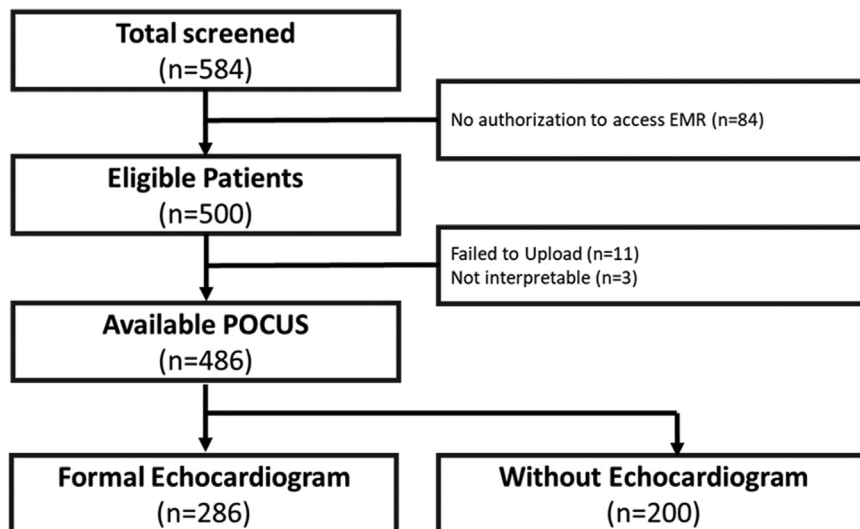 Total screened
(n=584)
No authorization to access EMR (n=84)
Eligible Patients
(n=500)
Failed to Upload (n=11)
Not interpretable (n=3)
Available POCUS
(n=486)
Formal Echocardiogram
(n=286)
Without Echocardiogram
(n=200)